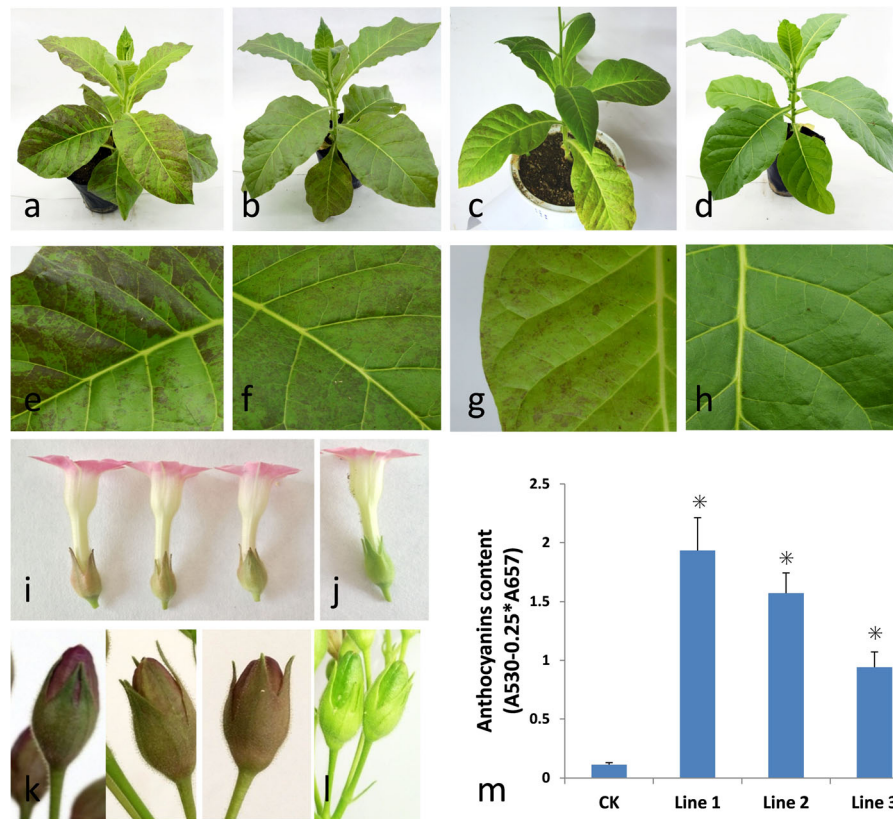 a
b
c
d
e
f
g
h
i
j
k
l
m
Anthocyanins content
(A530-0.25*A657)
2.5
2
1.5
1
0.5
0
*
*
*
CK
Line 1
Line 2
Line 3